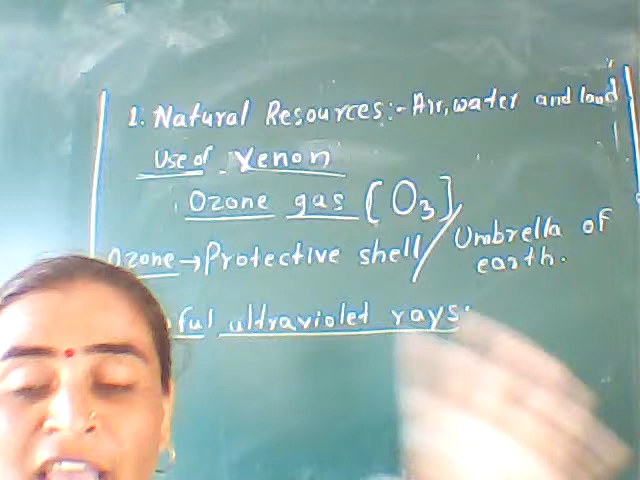 1. Natural Resources:- Air, water and land
Use of Xenon
Ozone gas [O3]
Ozone → Protective shell / Umbrella of earth.
ful ultraviolet rays: